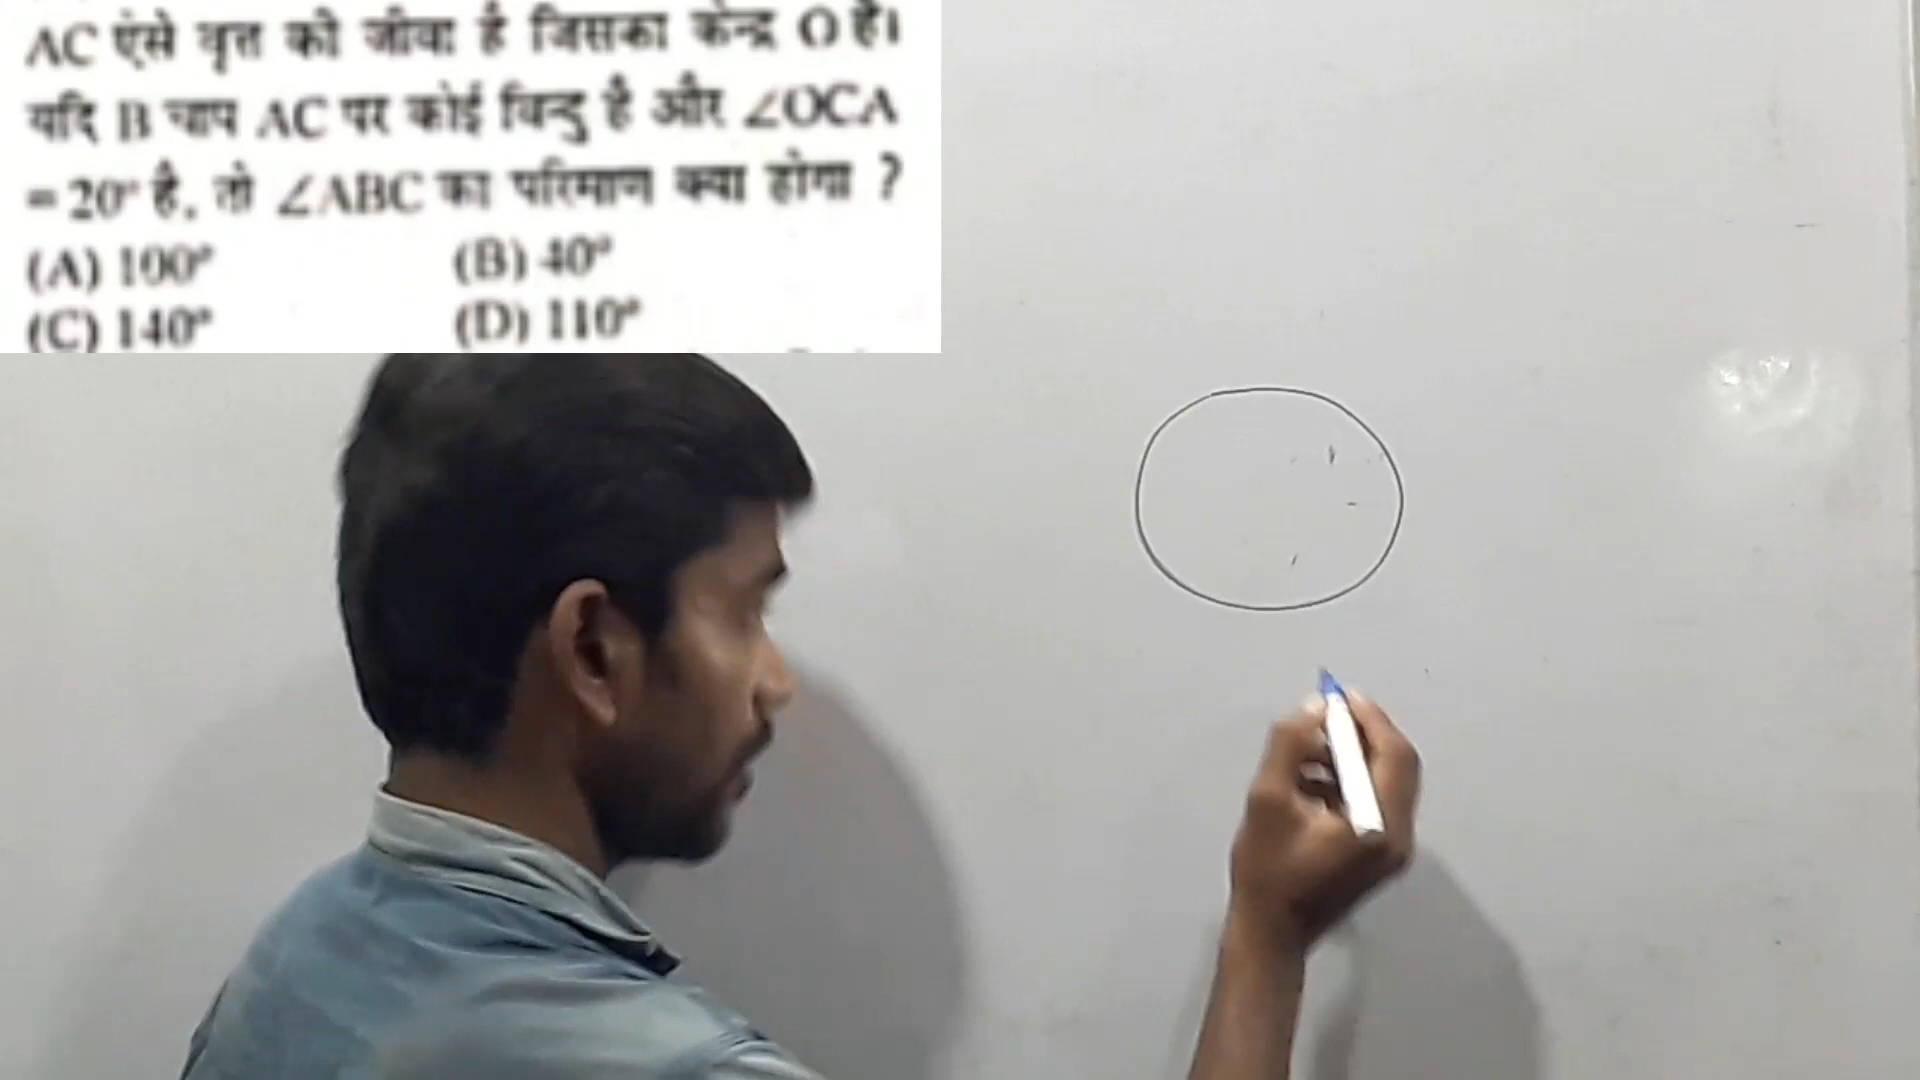 AC ऐसे वृत्त की जीवा है जिसका केन्द्र O है।
यदि B चाप AC पर कोई बिन्दु है और ∠OCA
= 20° है, तो ∠ABC का परिमाण क्या होगा ?
(A) 100° (B) 40°
(C) 140° (D) 110°